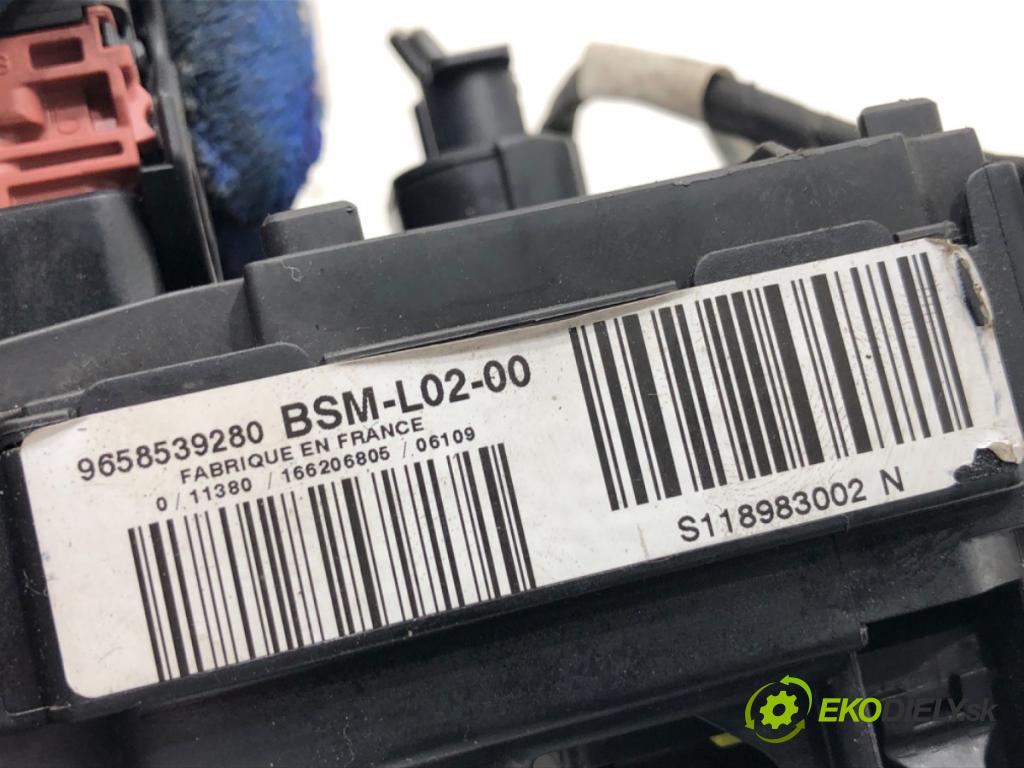 9658539280 BSM-L02-00
FABRIQUE EN FRANCE
0/11380/166206805/06109
S118983002 N
EKODIELY.sk